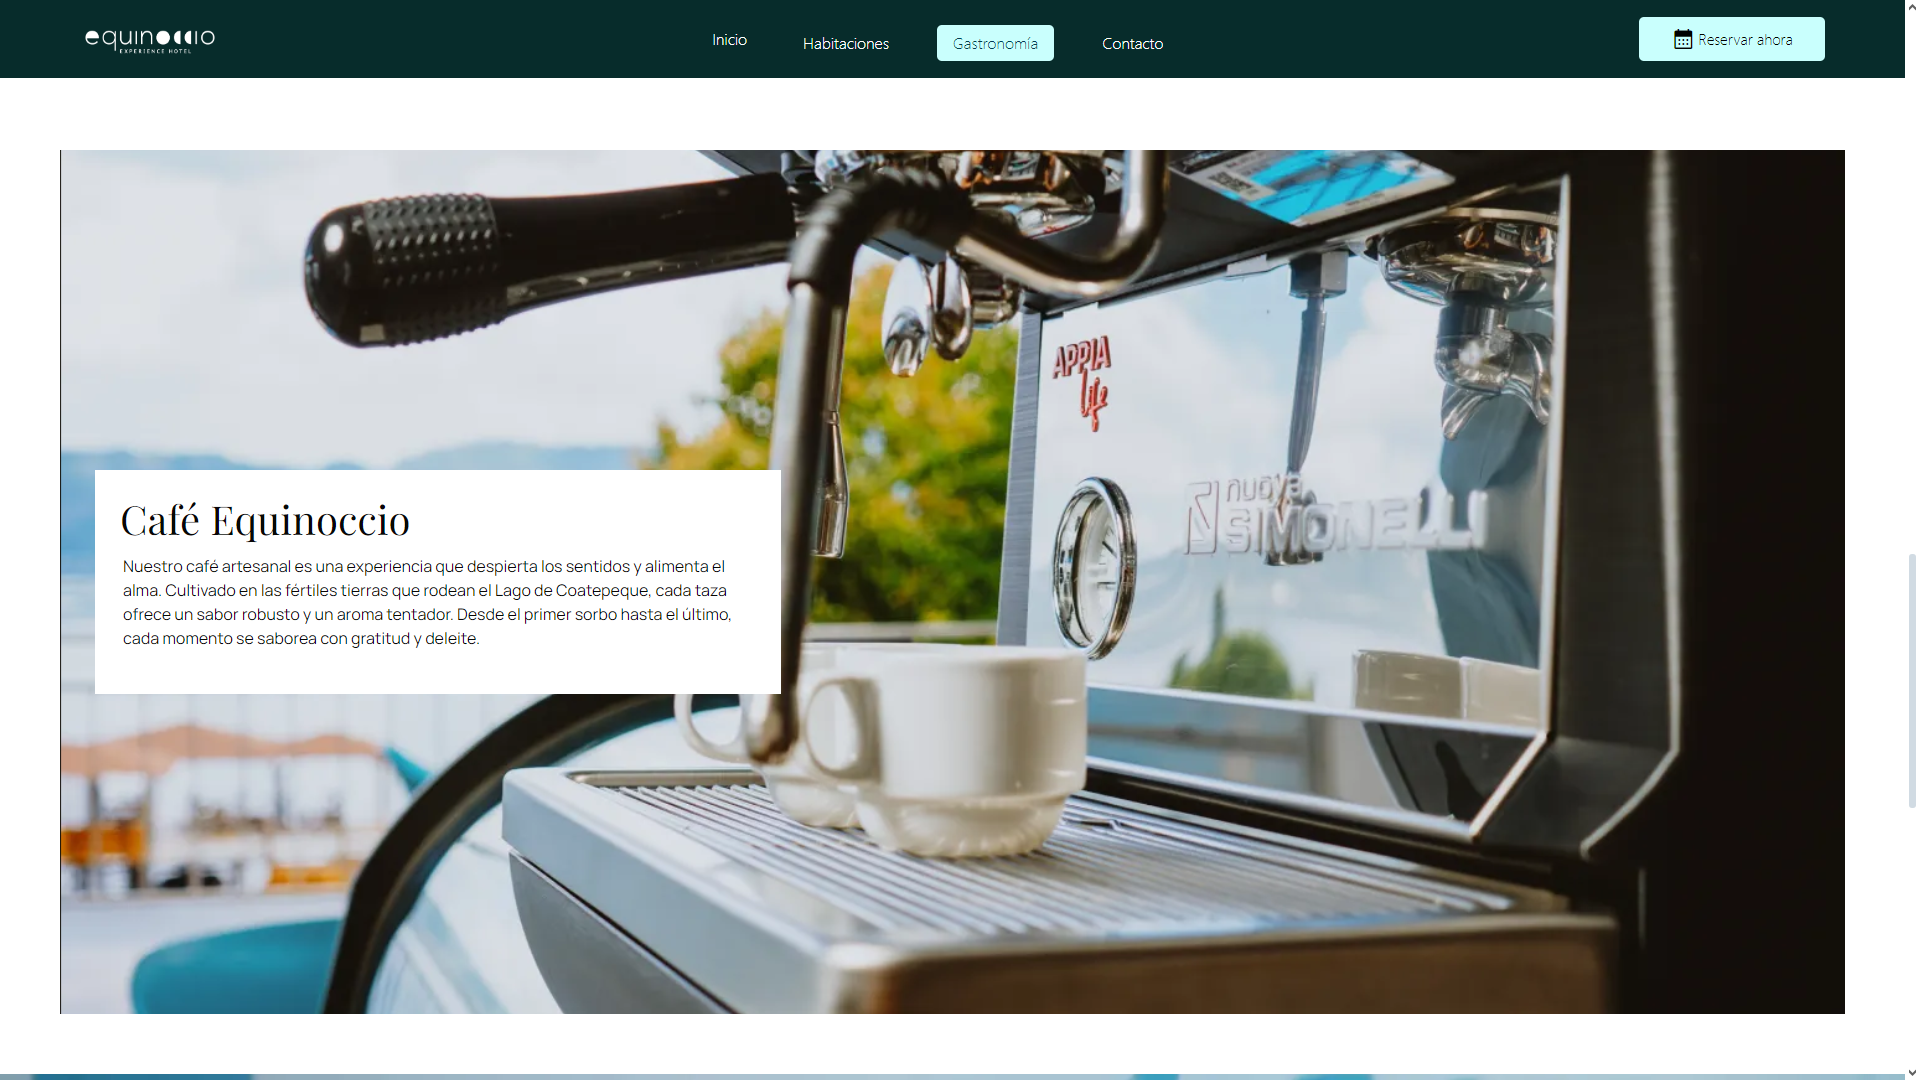 equinoccio
EXPERIENCE HOTEL
Inicio
Habitaciones
Gastronomía
Contacto
Reservar ahora
APPIA
life
nuova
SIMONELLI
Café Equinoccio
Nuestro café artesanal es una experiencia que despierta los sentidos y alimenta el
alma. Cultivado en las fértiles tierras que rodean el Lago de Coatepeque, cada taza
ofrece un sabor robusto y un aroma tentador. Desde el primer sorbo hasta el último,
cada momento se saborea con gratitud y deleite.